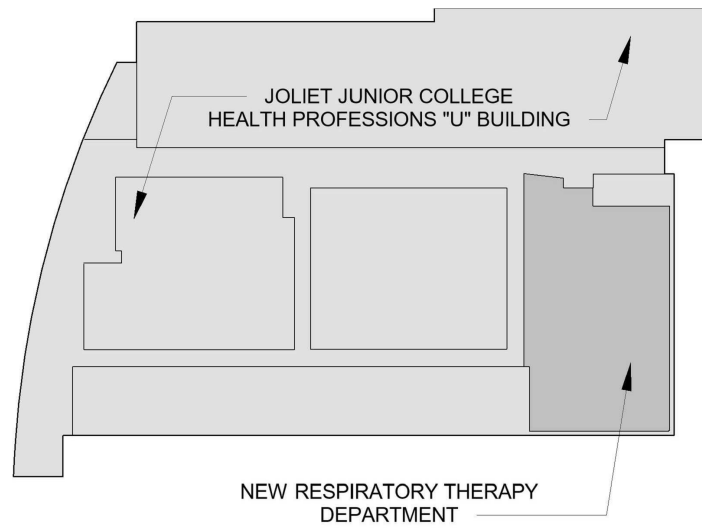 JOLIET JUNIOR COLLEGE
HEALTH PROFESSIONS "U" BUILDING
NEW RESPIRATORY THERAPY
DEPARTMENT